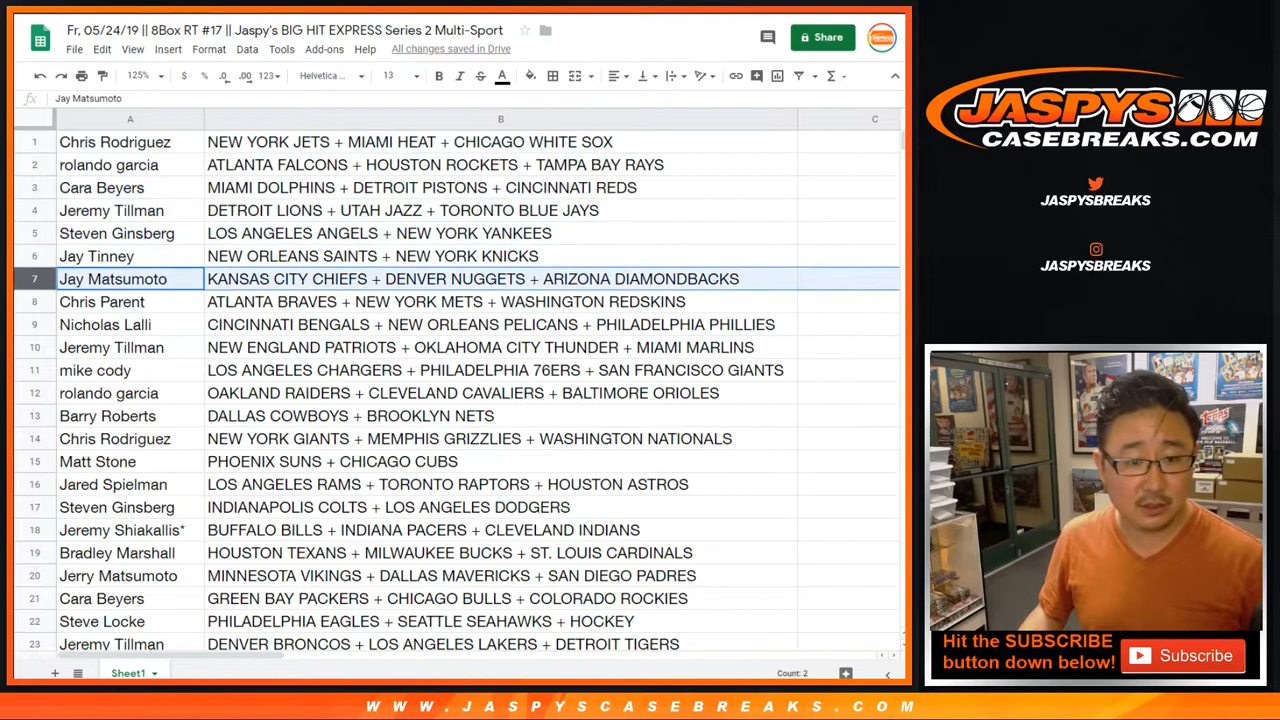 Fr, 05/24/19 || 8Box RT #17 || Jaspy's BIG HIT EXPRESS Series 2 Multi-Sport
File Edit View Insert Format Data Tools Add-ons Help All changes saved in Drive
Share
125% $ % .0 .00 123 Helvetica ... 13 B I S A
fx Jay Matsumoto
A B C
1 Chris Rodriguez NEW YORK JETS + MIAMI HEAT + CHICAGO WHITE SOX
2 rolando garcia ATLANTA FALCONS + HOUSTON ROCKETS + TAMPA BAY RAYS
3 Cara Beyers MIAMI DOLPHINS + DETROIT PISTONS + CINCINNATI REDS
4 Jeremy Tillman DETROIT LIONS + UTAH JAZZ + TORONTO BLUE JAYS
5 Steven Ginsberg LOS ANGELES ANGELS + NEW YORK YANKEES
6 Jay Tinney NEW ORLEANS SAINTS + NEW YORK KNICKS
7 Jay Matsumoto KANSAS CITY CHIEFS + DENVER NUGGETS + ARIZONA DIAMONDBACKS
8 Chris Parent ATLANTA BRAVES + NEW YORK METS + WASHINGTON REDSKINS
9 Nicholas Lalli CINCINNATI BENGALS + NEW ORLEANS PELICANS + PHILADELPHIA PHILLIES
10 Jeremy Tillman NEW ENGLAND PATRIOTS + OKLAHOMA CITY THUNDER + MIAMI MARLINS
11 mike cody LOS ANGELES CHARGERS + PHILADELPHIA 76ERS + SAN FRANCISCO GIANTS
12 rolando garcia OAKLAND RAIDERS + CLEVELAND CAVALIERS + BALTIMORE ORIOLES
13 Barry Roberts DALLAS COWBOYS + BROOKLYN NETS
14 Chris Rodriguez NEW YORK GIANTS + MEMPHIS GRIZZLIES + WASHINGTON NATIONALS
15 Matt Stone PHOENIX SUNS + CHICAGO CUBS
16 Jared Spielman LOS ANGELES RAMS + TORONTO RAPTORS + HOUSTON ASTROS
17 Steven Ginsberg INDIANAPOLIS COLTS + LOS ANGELES DODGERS
18 Jeremy Shiakallis* BUFFALO BILLS + INDIANA PACERS + CLEVELAND INDIANS
19 Bradley Marshall HOUSTON TEXANS + MILWAUKEE BUCKS + ST. LOUIS CARDINALS
20 Jerry Matsumoto MINNESOTA VIKINGS + DALLAS MAVERICKS + SAN DIEGO PADRES
21 Cara Beyers GREEN BAY PACKERS + CHICAGO BULLS + COLORADO ROCKIES
22 Steve Locke PHILADELPHIA EAGLES + SEATTLE SEAHAWKS + HOCKEY
23 Jeremy Tillman DENVER BRONCOS + LOS ANGELES LAKERS + DETROIT TIGERS
Sheet1
Count: 2
JASPYS
CASEBREAKS.COM
JASPYSBREAKS
JASPYSBREAKS
Topps
Hit the SUBSCRIBE
button down below!
Subscribe
WWW.JASPYSCASEBREAKS.COM